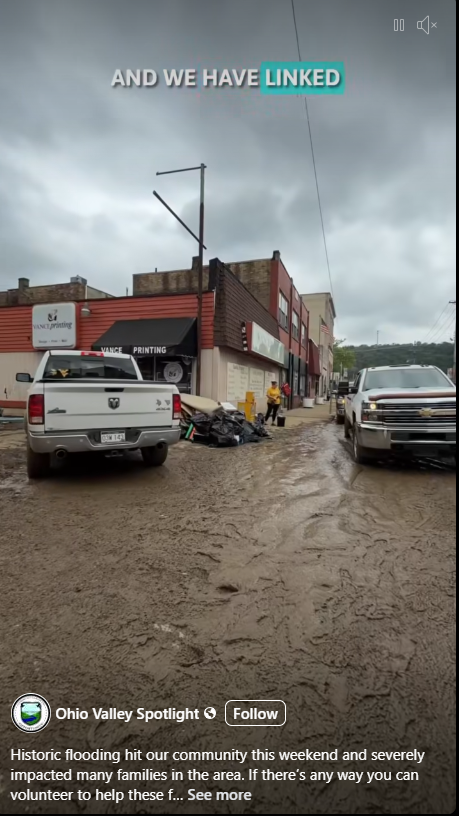 AND WE HAVE LINKED
VANCE printing
VANCE PRINTING
Ohio Valley Spotlight
Follow
Historic flooding hit our community this weekend and severely
impacted many families in the area. If there's any way you can
volunteer to help these f... See more